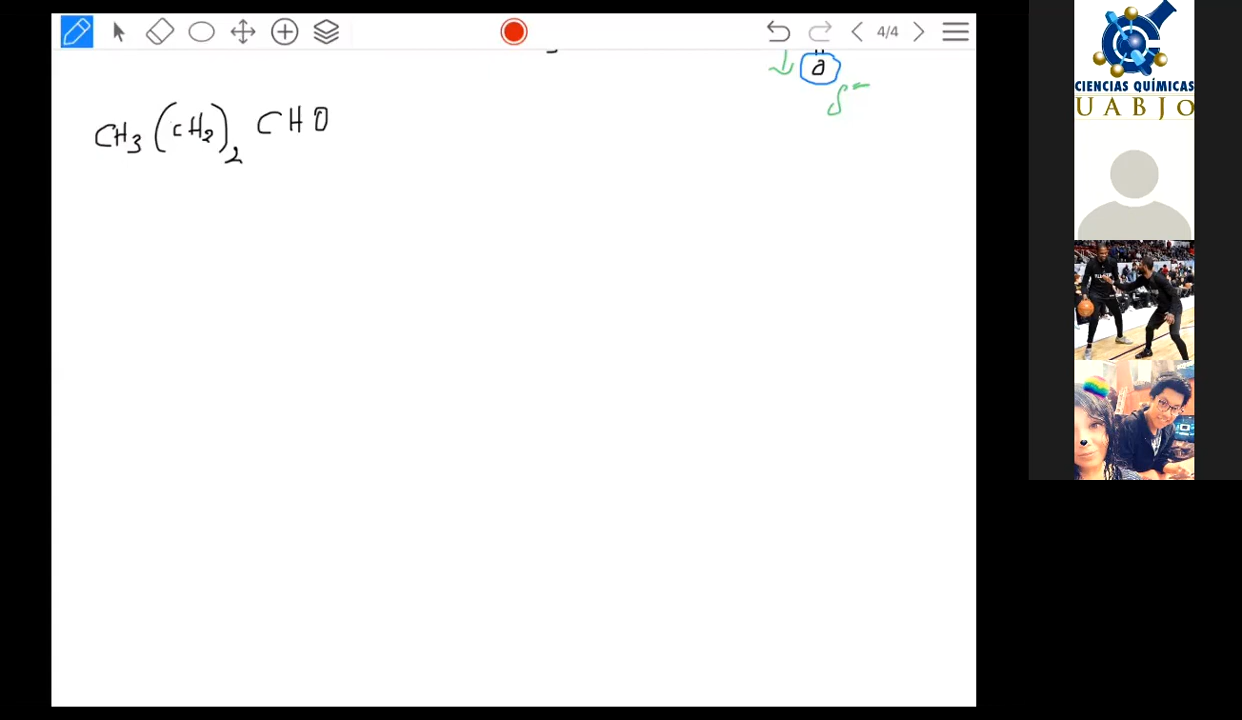 4/4
a
δ-
CH3(CH2)2CHO
CIENCIAS QUÍMICAS
UABJO